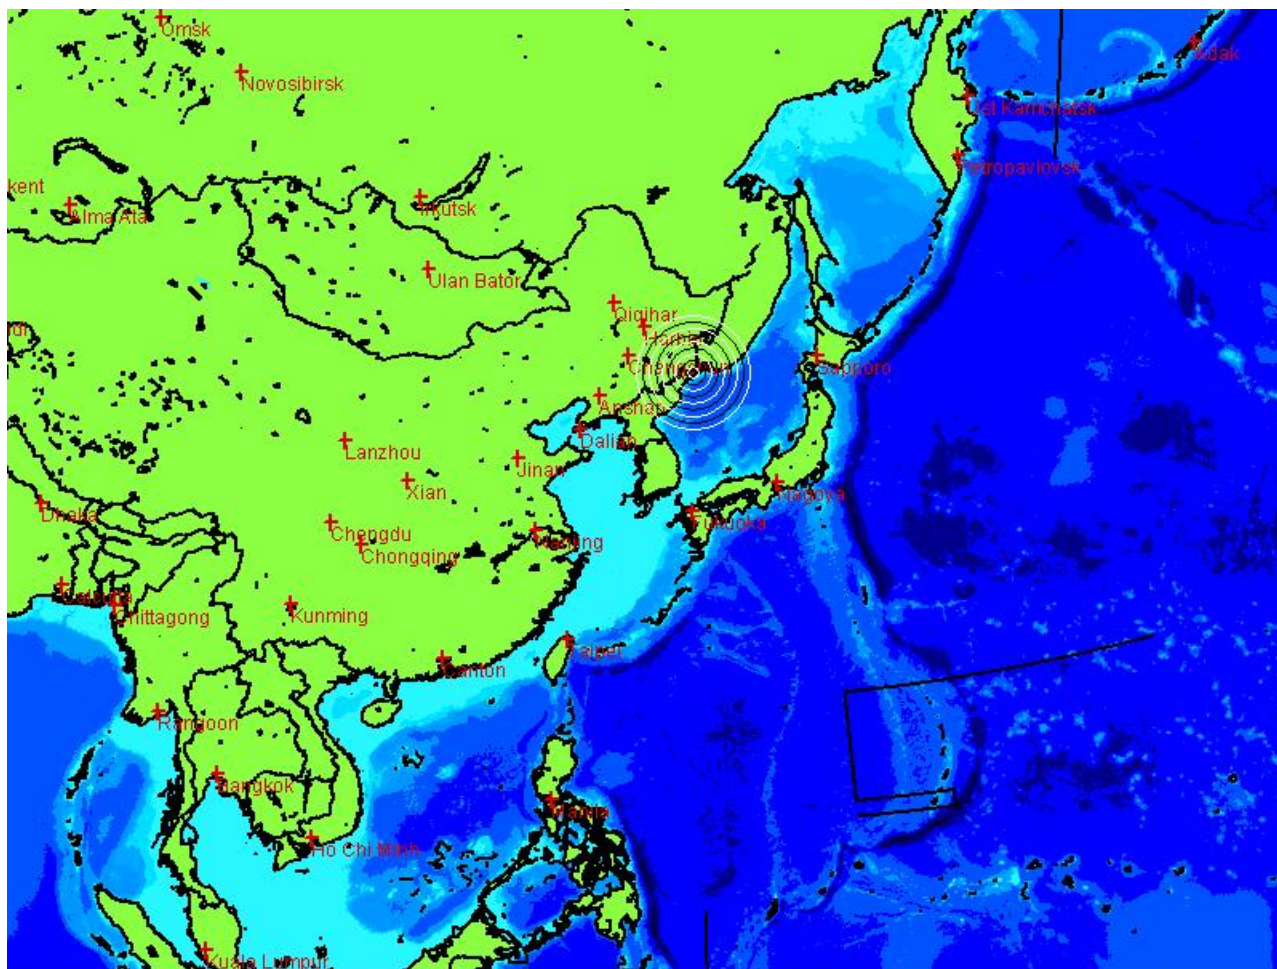 Omsk
Adak
Novosibirsk
Ust Kamchatsk
Petropavlovsk
kent
Alma Ata
Irkutsk
Ulan Bator
Qiqihar
Harbin
Sapporo
Anshan
Dalian
Lanzhou
Jinan
Xian
Nagoya
Dhaka
Fukuoka
Chengdu
Nanjing
Chongqing
Chittagong
Kunming
Taipei
Canton
Rangoon
Bangkok
Manila
Ho Chi Minh
Kuala Lumpur